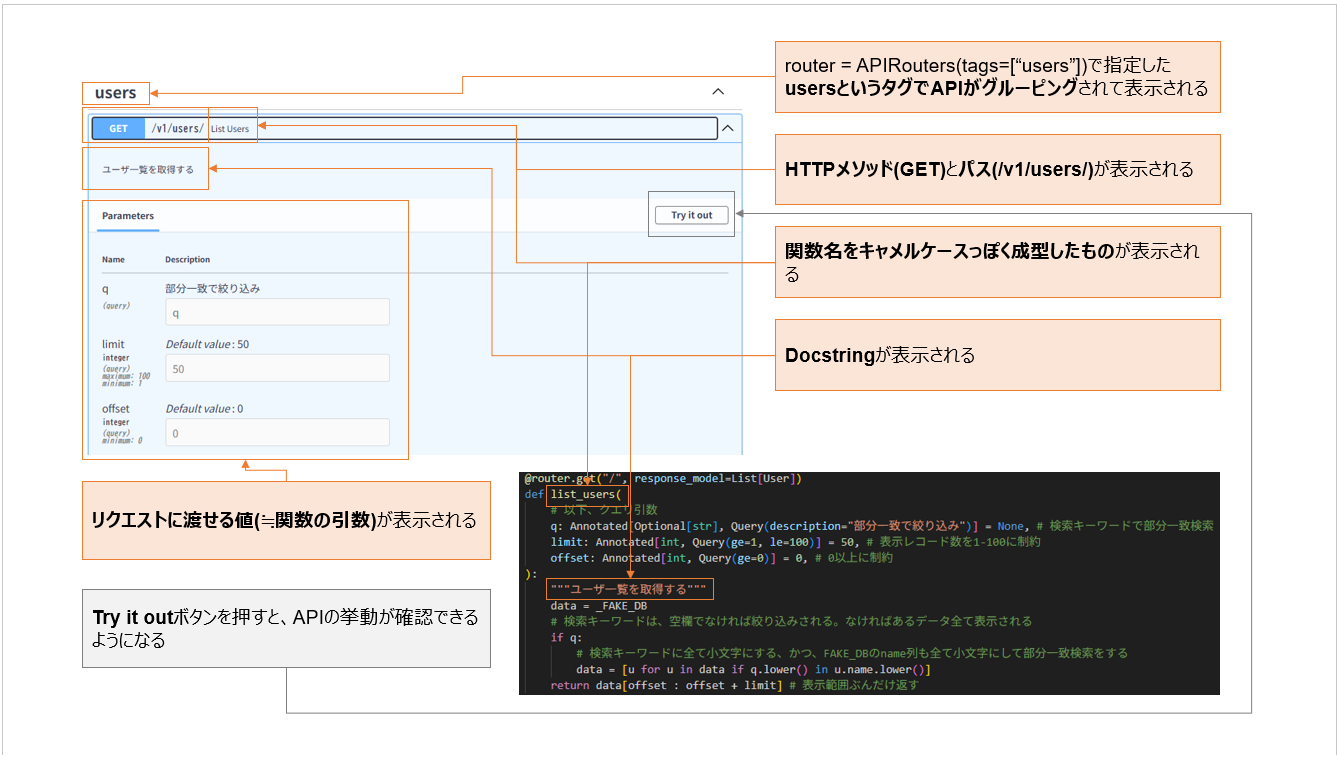 users
GET /v1/users/ List Users
ユーザ一覧を取得する
Parameters
Try it out
Name Description
q 部分一致で絞り込み
(query)
q
limit Default value : 50
integer
(query)
50
maximum: 100
minimum: 1
offset Default value : 0
integer
(query)
0
minimum: 0
リクエストに渡せる値(≒関数の引数)が表示される
Try it outボタンを押すと、APIの挙動が確認できる
ようになる
router = APIRouters(tags=[“users”])で指定した
usersというタグでAPIがグルーピングされて表示される
HTTPメソッド(GET)とパス(/v1/users/)が表示される
関数名をキャメルケースっぽく成型したものが表示され
る
Docstringが表示される
@router.get("/", response_model=List[User])
def list_users(
# 以下、クエリ引数
q: Annotated[Optional[str], Query(description="部分一致で絞り込み")] = None, # 検索キーワードで部分一致検索
limit: Annotated[int, Query(ge=1, le=100)] = 50, # 表示レコード数を1-100に制約
offset: Annotated[int, Query(ge=0)] = 0, # 0以上に制約
):
"""ユーザ一覧を取得する"""
data = _FAKE_DB
# 検索キーワードは、空欄でなければ絞り込みされる。なければあるデータ全て表示される
if q:
# 検索キーワードに全て小文字にする、かつ、FAKE_DBのname列も全て小文字にして部分一致検索をする
data = [u for u in data if q.lower() in u.name.lower()]
return data[offset : offset + limit] # 表示範囲ぶんだけ返す